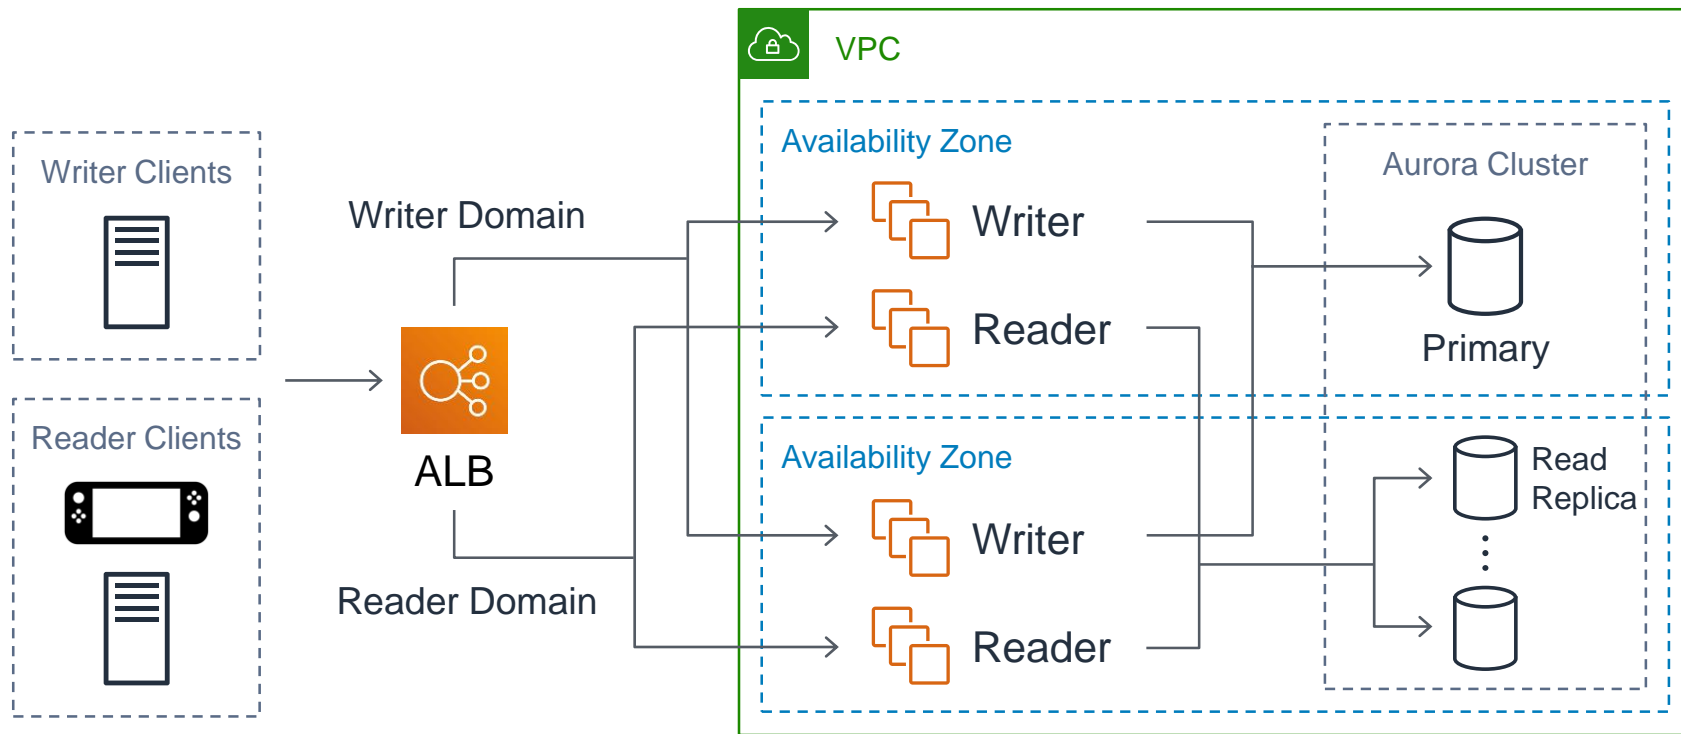 VPC
Writer Clients
Reader Clients
Writer Domain
ALB
Reader Domain
Availability Zone
Writer
Reader
Availability Zone
Writer
Reader
Aurora Cluster
Primary
Read
Replica